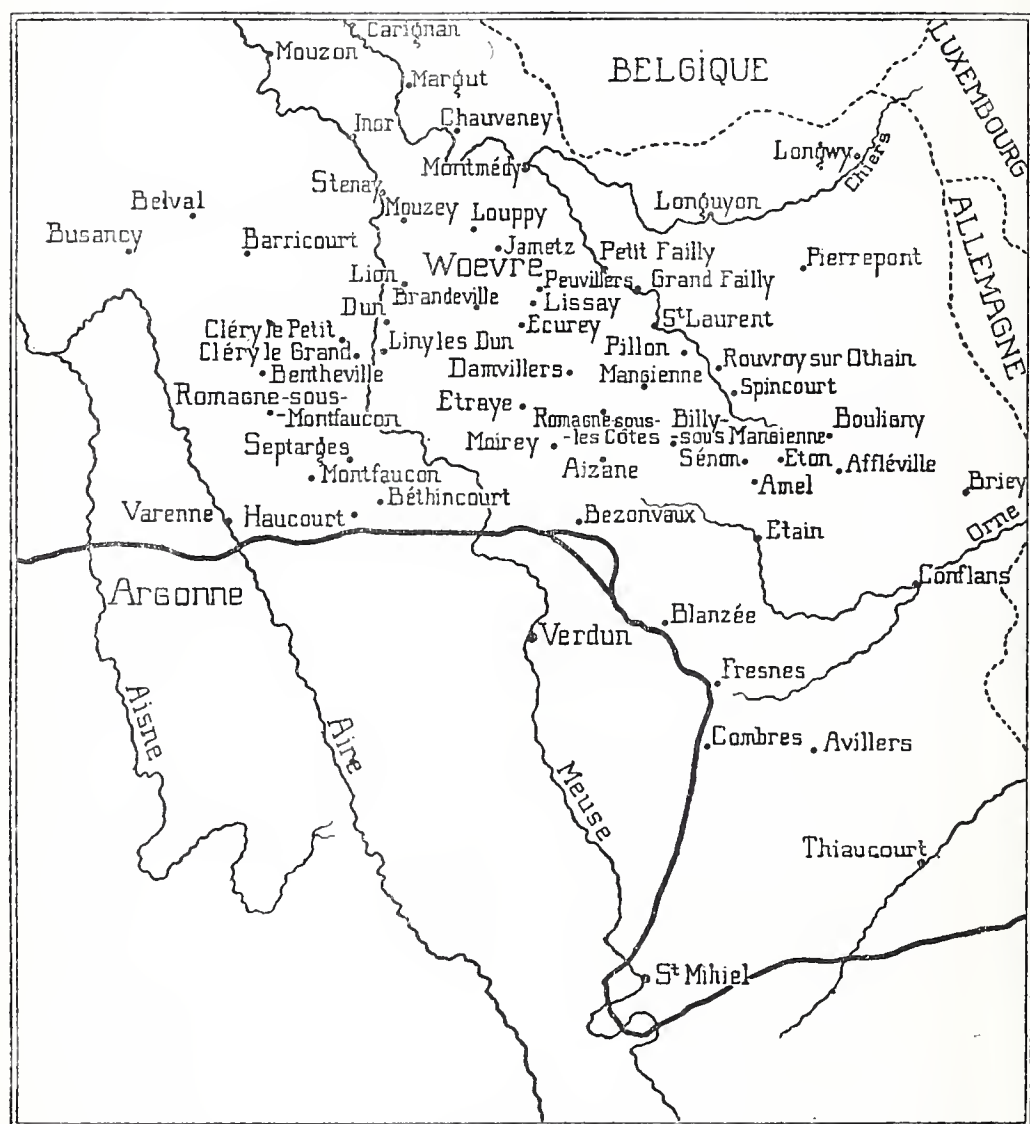 Carignan
Mouzon
BELGIQUE
LUXEMBOURG
Margut
Inor
Chauveney
Longwy
Chiers
Montmédy
Stenay
Belval
Mouzey
Louppy
Longuyon
ALLEMAGNE
Busancy
Barricourt
Jametz
Petit Failly
Pierrepont
Lion
WOEVRE
Peuvillers
Grand Failly
Brandeville
Lissay
Dun
Ecurey
St Laurent
Cléry le Petit
Liny les Dun
Cléry le Grand
Pillon
Rouvroy sur Othain
Bentheville
Damvillers
Mangienne
Spincourt
Romagne-sous-
-Montfaucon
Etraye
Romagne-sous-
-les Côtes
Billy-
-sous Mangienne
Bouligny
Septarges
Moirey
Aizane
Sénon
Eton
Affléville
Montfaucon
Amel
Briey
Béthincourt
Varenne
Haucourt
Bezonvaux
Etain
Orne
ARGONNE
Conflans
Blanzée
Verdun
Fresnes
Aisne
Aire
Combres
Avillers
Meuse
Thiaucourt
St Mihiel